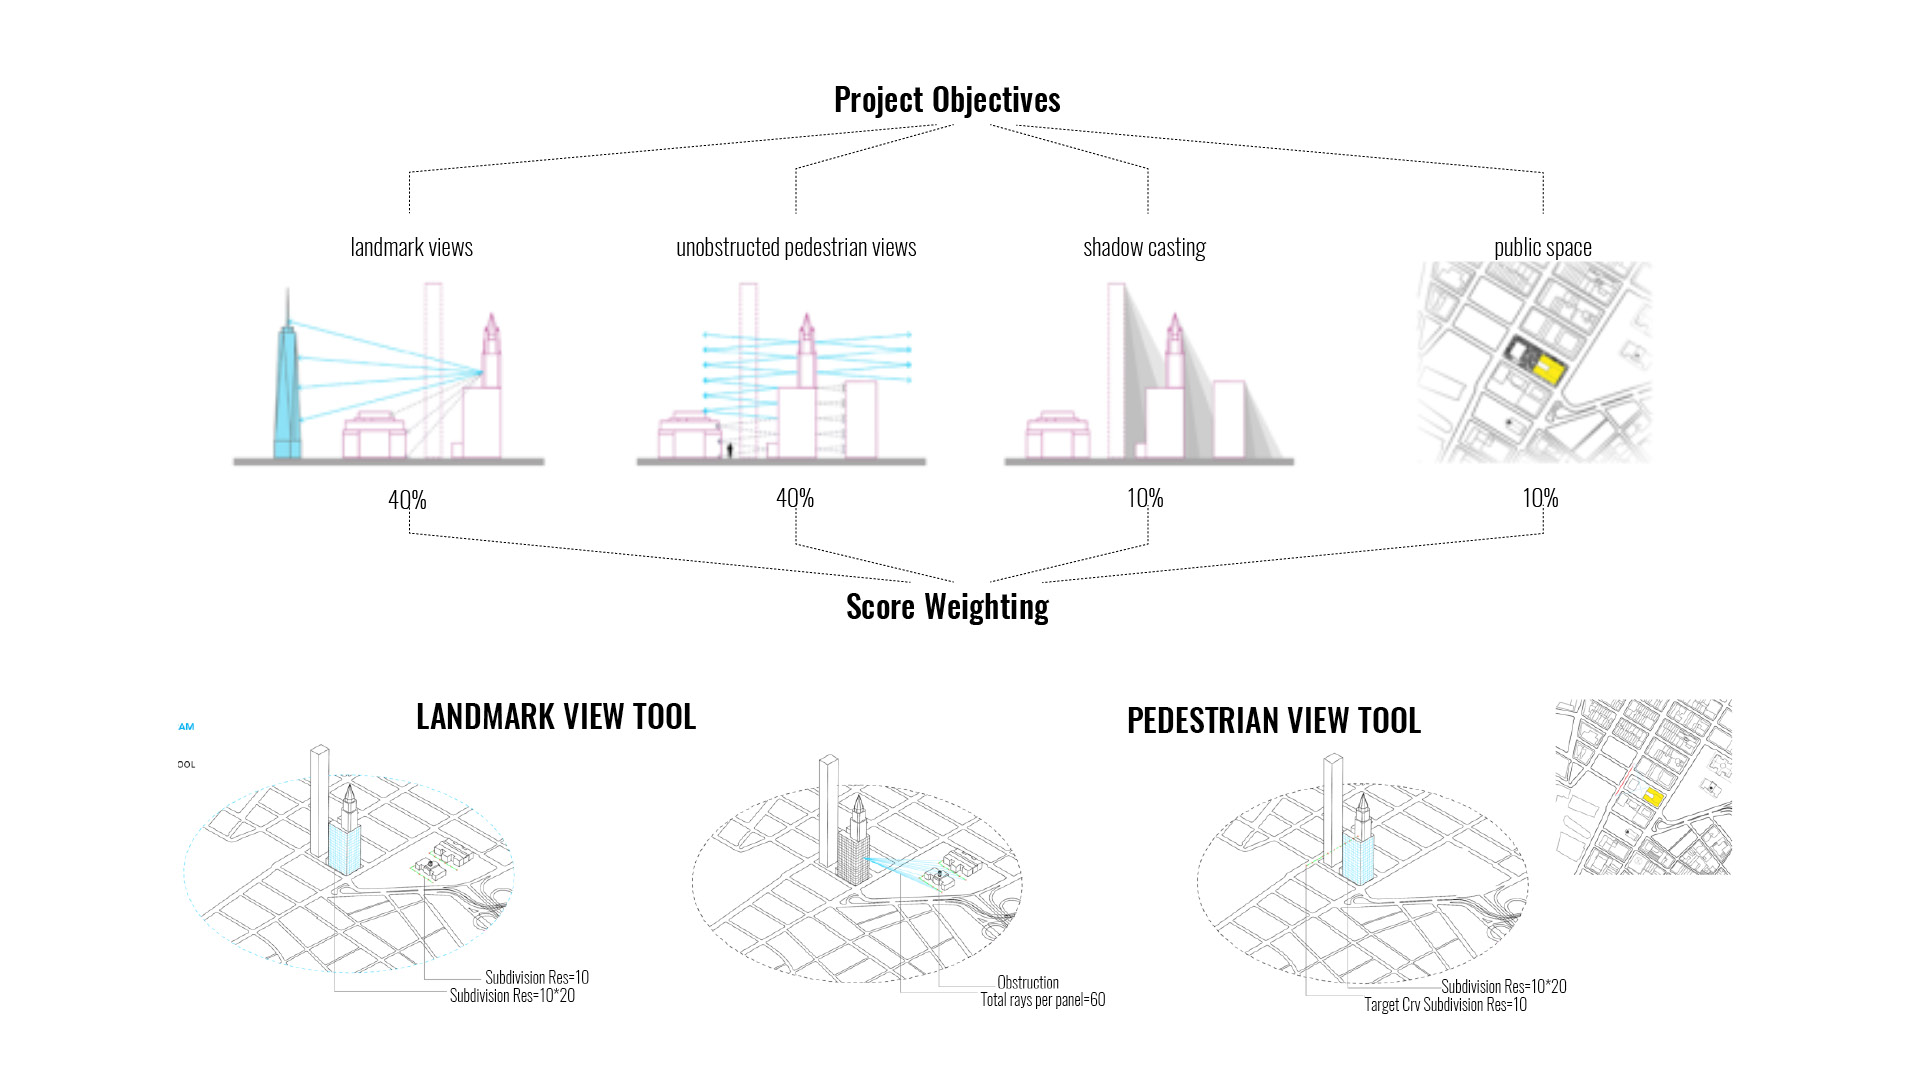 Project Objectives
landmark views
unobstructed pedestrian views
shadow casting
public space
40%
40%
10%
10%
Score Weighting
LANDMARK VIEW TOOL
PEDESTRIAN VIEW TOOL
AM
OOL
Subdivision Res=10
Subdivision Res=10*20
Obstruction
Total rays per panel=60
Subdivision Res=10*20
Target Crv Subdivision Res=10